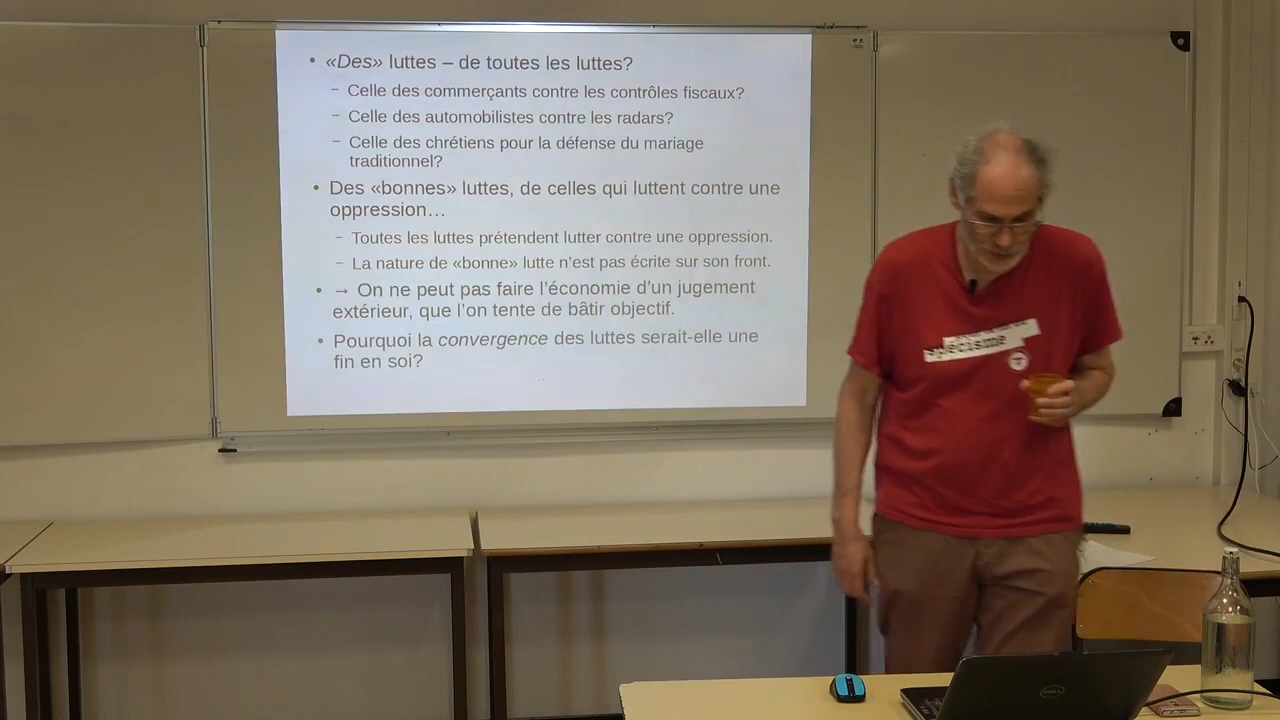 • «Des» luttes – de toutes les luttes?
– Celle des commerçants contre les contrôles fiscaux?
– Celle des automobilistes contre les radars?
– Celle des chrétiens pour la défense du mariage
traditionnel?
• Des «bonnes» luttes, de celles qui luttent contre une
oppression…
– Toutes les luttes prétendent lutter contre une oppression.
– La nature de «bonne» lutte n'est pas écrite sur son front.
• → On ne peut pas faire l'économie d'un jugement
extérieur, que l'on tente de bâtir objectif.
• Pourquoi la convergence des luttes serait-elle une
fin en soi?
spécisme
DELL